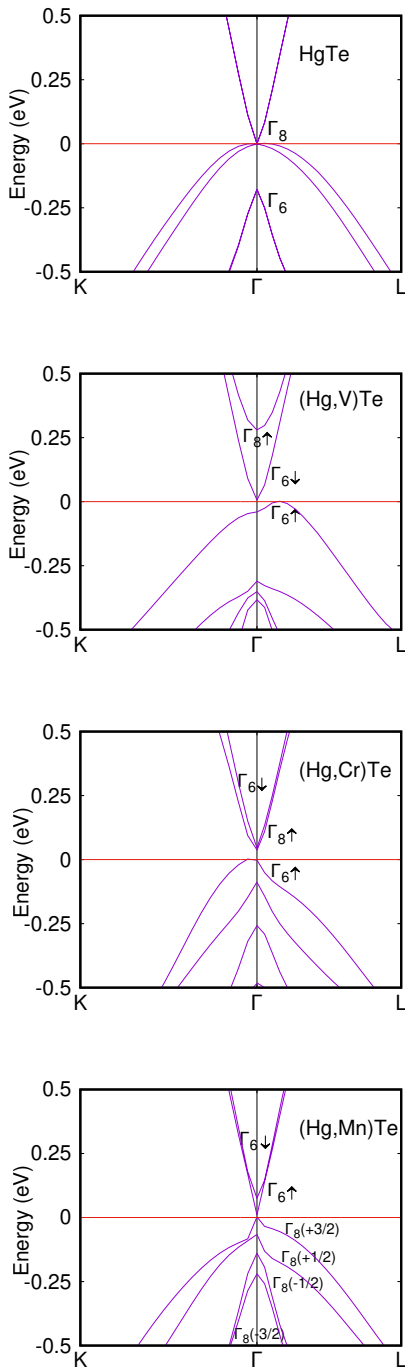 0.5
HgTe
0.25
Γ8
0
Γ6
-0.25
-0.5
K
Γ
L
Energy (eV)
0.5
(Hg,V)Te
0.25
Γ8↑
Γ6↓
0
Γ6↑
-0.25
-0.5
K
Γ
L
Energy (eV)
0.5
(Hg,Cr)Te
Γ6↓
0.25
Γ8↑
0
Γ6↑
-0.25
-0.5
K
Γ
L
Energy (eV)
0.5
(Hg,Mn)Te
Γ6↓
0.25
Γ6↑
0
Γ8(+3/2)
Γ8(+1/2)
-0.25
Γ8(-1/2)
Γ8(-3/2)
-0.5
K
Γ
L
Energy (eV)